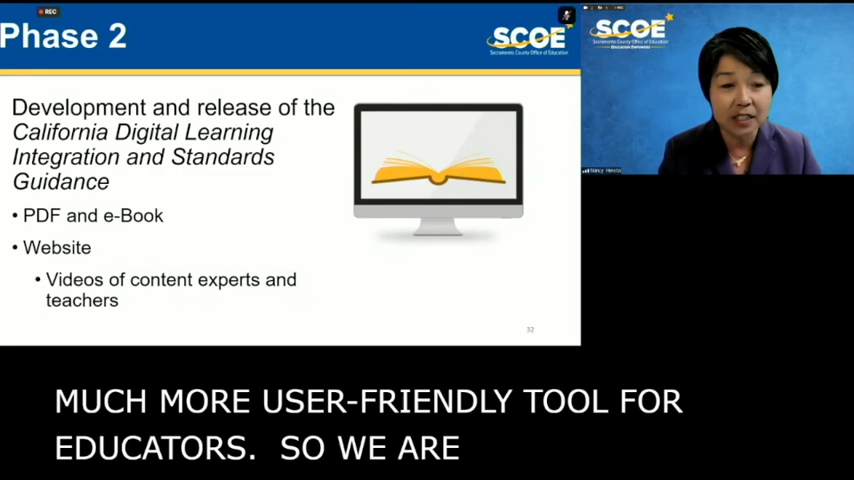 REC
Phase 2
SCOE
Sacramento County Office of Education
Development and release of the
California Digital Learning
Integration and Standards
Guidance
• PDF and e-Book
• Website
• Videos of content experts and
teachers
32
SCOE
Sacramento County Office of Education
Nancy Herota
MUCH MORE USER-FRIENDLY TOOL FOR
EDUCATORS.  SO WE ARE